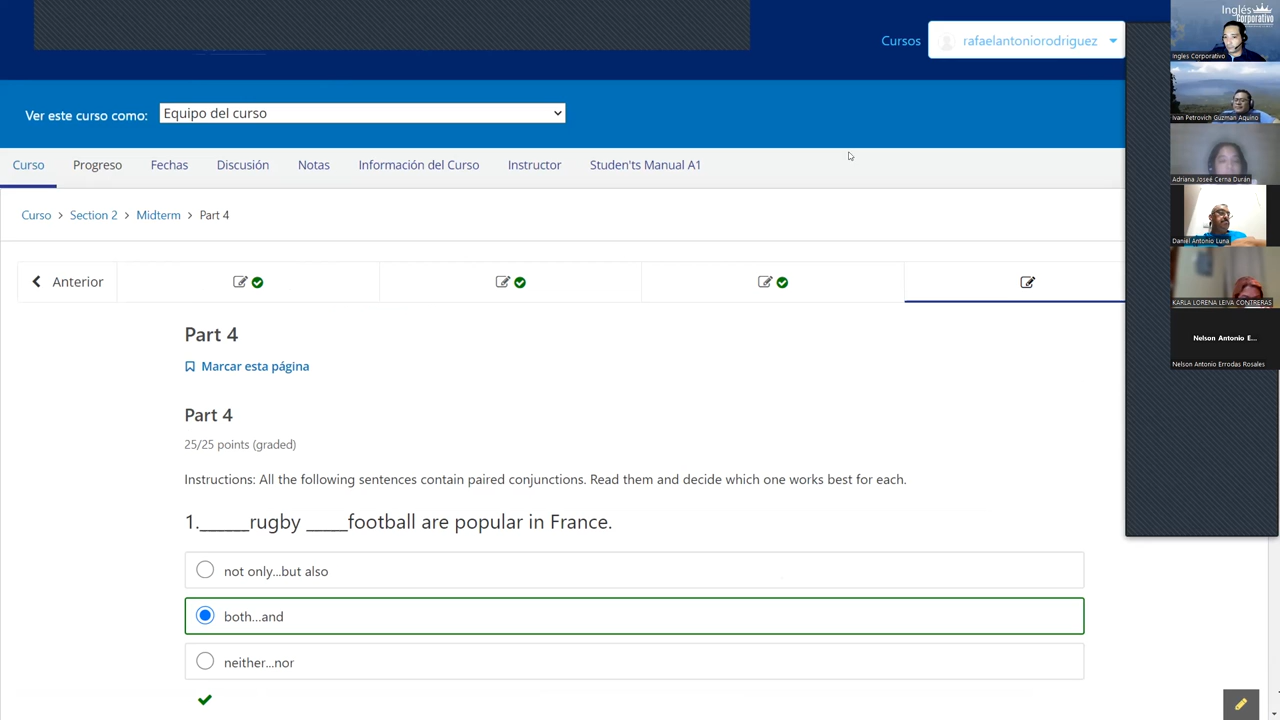 Cursos
rafaelantoniorodriguez
Ver este curso como:
Equipo del curso
Curso
Progreso
Fechas
Discusión
Notas
Información del Curso
Instructor
Studen'ts Manual A1
Curso > Section 2 > Midterm > Part 4
Anterior
Part 4
Marcar esta página
Part 4
25/25 points (graded)
Instructions: All the following sentences contain paired conjunctions. Read them and decide which one works best for each.
1.______rugby _____football are popular in France.
not only...but also
both...and
neither...nor
Inglés
Corporativo
Ingles Corporativo
Ivan Petrovich Guzman Aquino
Adriana Joseé Cerna Durán
Daniel Antonio Luna
KARLA LORENA LEIVA CONTRERAS
Nelson Antonio E...
Nelson Antonio Errodas Rosales